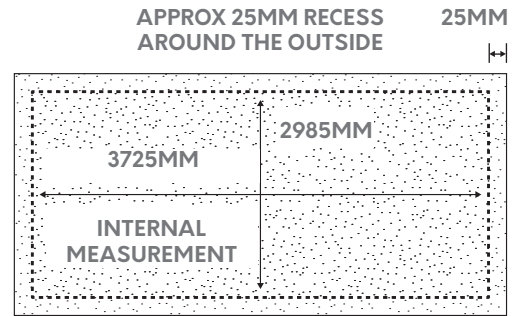 APPROX 25MM RECESS
AROUND THE OUTSIDE
25MM
2985MM
3725MM
INTERNAL
MEASUREMENT